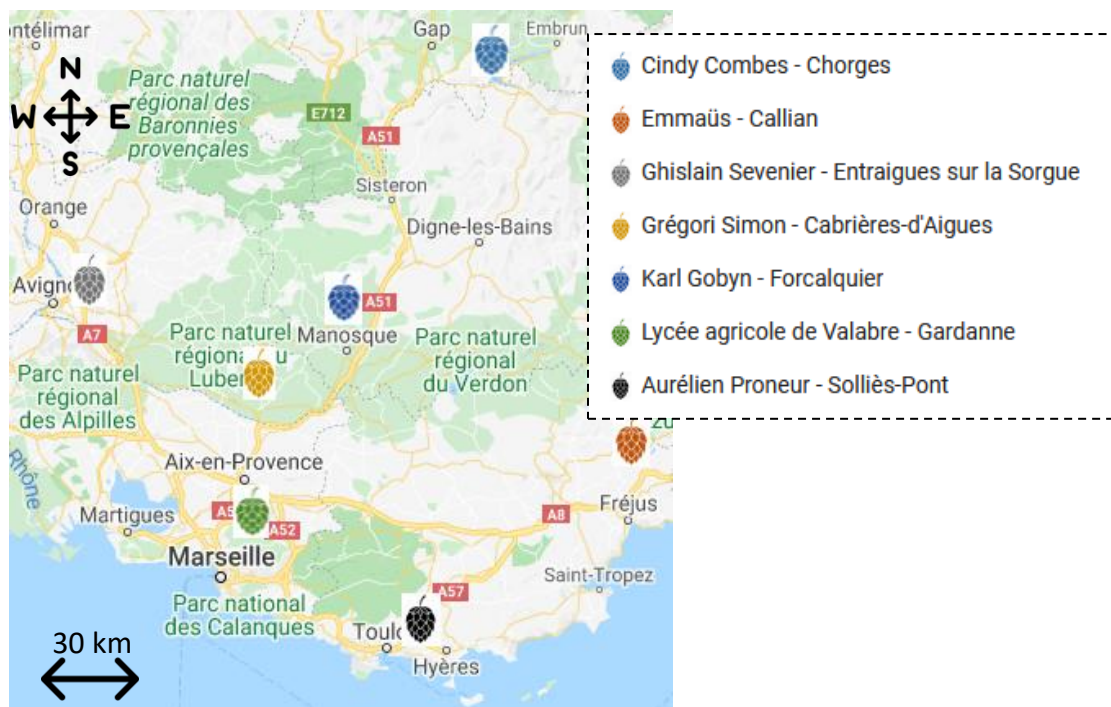 ntélimar
Gap
Embrun
N
W
E
S
Parc naturel
régional des
Baronnies
provençales
E712
A51
Sisteron
Orange
Digne-les-Bains
Avign
A51
A7
Parc naturel
région
u
Lube
Manosque
Parc naturel
régional
du Verdon
Parc naturel
régional
des Alpilles
Rhône
Aix-en-Provence
Martigues
A5
A52
A8
Fréjus
Marseille
Saint-Tropez
Parc national
des Calanques
A57
Toul
Hyères
30 km
Cindy Combes - Chorges
Emmaüs - Callian
Ghislain Sevenier - Entraigues sur la Sorgue
Grégori Simon - Cabrières-d'Aigues
Karl Gobyn - Forcalquier
Lycée agricole de Valabre - Gardanne
Aurélien Proneur - Solliès-Pont